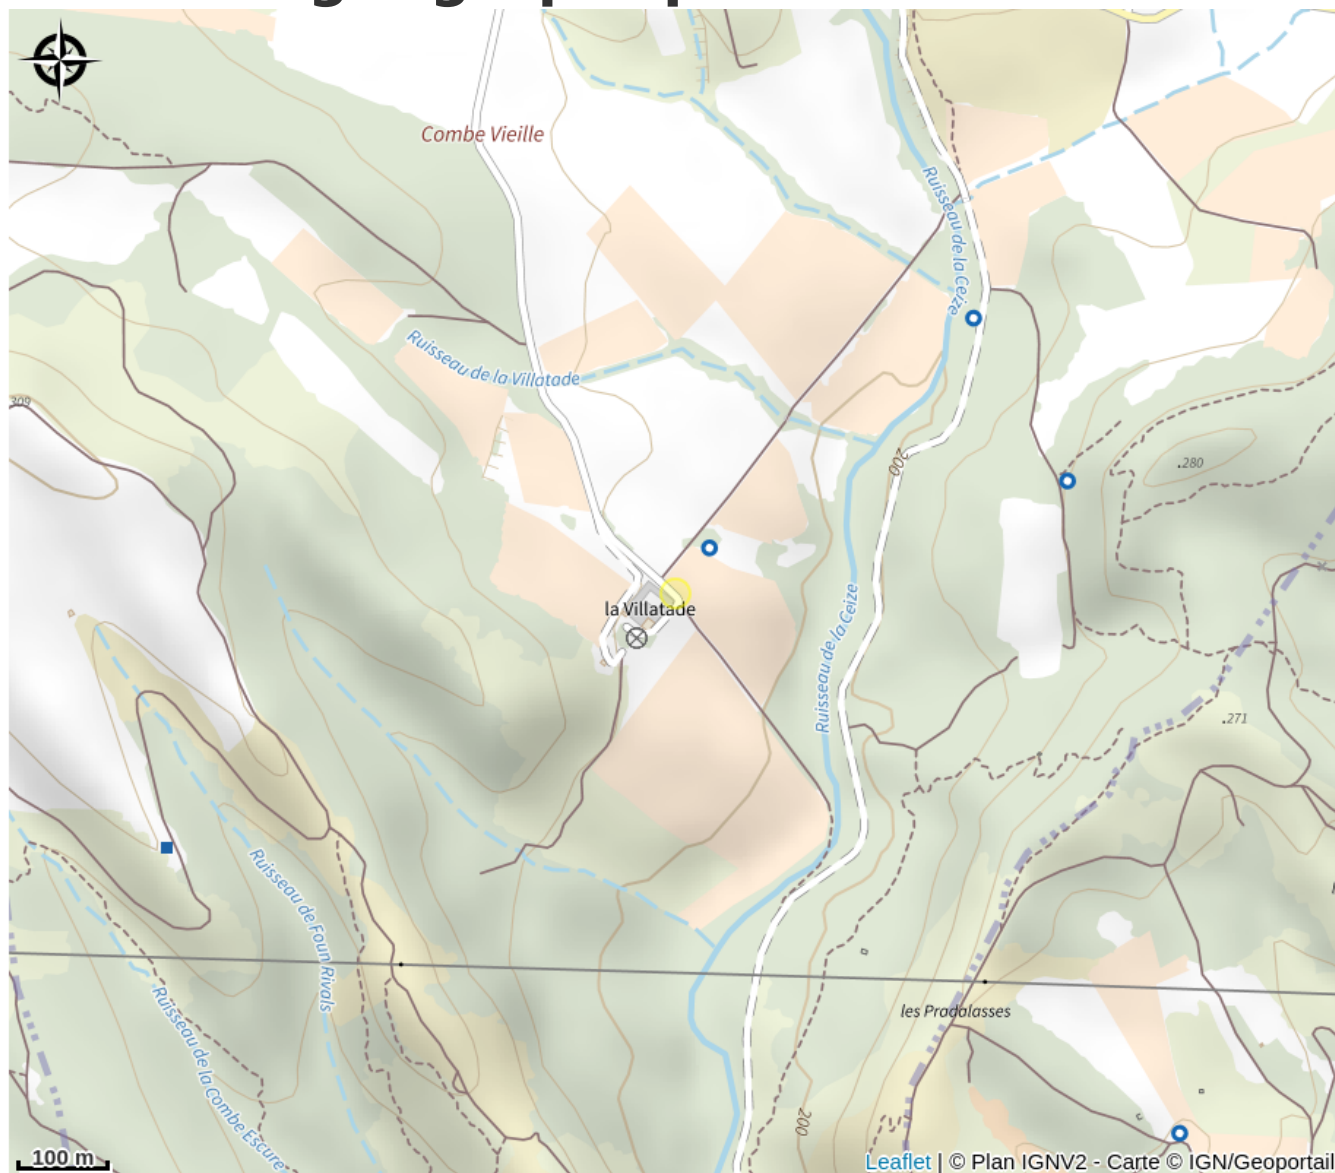 Combe Vieille
Ruisseau de la Ceize
Ruisseau de la Villatade
309
200
.280
la Villatade
Ruisseau de la Ceize
.271
Ruisseau de Foun Rivals
Ruisseau de la Combe Escure
les Pradalasses
200
100 m
Leaflet | © Plan IGNV2 - Carte © IGN/Geoportail